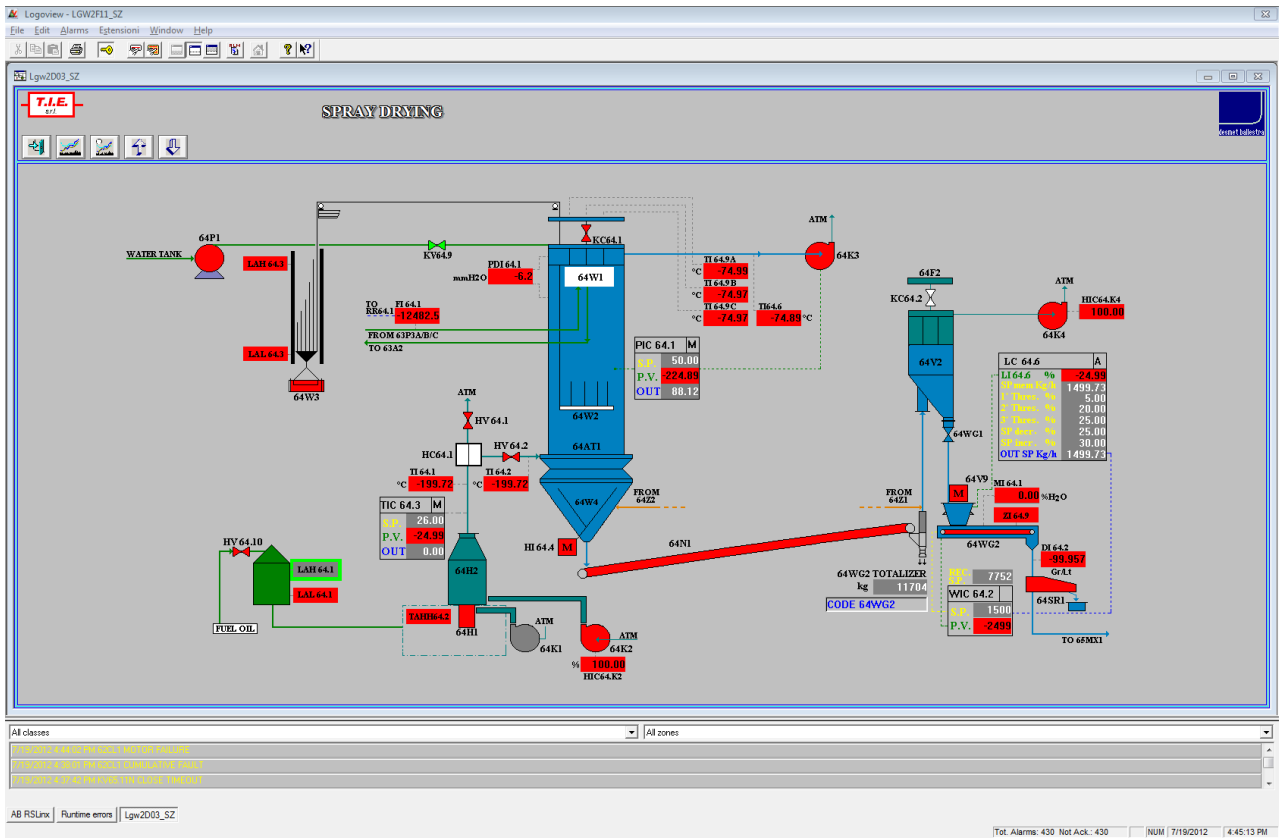 Logoview - LGW2F11_SZ
File Edit Alarms Estensioni Window Help
Lgw2D03_SZ
T.I.E.
s.r.l.
SPRAY DRYING
desmet ballestra
ATM
64P1
KC64.1
WATER TANK
KV64.9
64K3
LAH 64.3
PDI 64.1
mmH2O -6.2
64W1
TI 64.9A
°C -74.99
TI 64.9B
°C -74.97
TI 64.9C
°C -74.97
TI64.6
-74.89 °C
64F2
KC64.2
ATM
HIC64.K4
100.00
64K4
TO
RR64.1
FI 64.1
-12482.5
FROM 63P3A/B/C
TO 63A2
LAL 64.3
64W3
PIC 64.1 M
S.P. 50.00
P.V. -224.89
OUT 88.12
64V2
LC 64.6 A
LI 64.6 % -24.99
SP mem Kg/h 1499.73
1' Thres. % 5.00
2' Thres. % 20.00
3' Thres. % 25.00
SP decr. % 25.00
SP incr. % 30.00
OUT SP Kg/h 1499.73
ATM
HV 64.1
64W2
64AT1
HC64.1
HV 64.2
64WG1
TI 64.1
°C -199.72
TI 64.2
°C -199.72
64V9
M
MI 64.1
0.00 %H2O
TIC 64.3 M
S.P. 26.00
P.V. -24.99
OUT 0.00
64W4
FROM
64Z2
FROM
64Z1
ZI 64.9
64WG2
HV 64.10
HI 64.4 M
64N1
DI 64.2
-99.957
Gr/Lt
LAH 64.1
LAL 64.1
64H2
64WG2 TOTALIZER
kg 11704
CODE 64WG2
REC.
S.P. 7752
WIC 64.2
S.P. 1500
P.V. -2499
64SR1
TAHH64.2
64H1
FUEL OIL
ATM
64K1
ATM
64K2
% 100.00
HIC64.K2
TO 65MX1
All classes
All zones
7/19/2012 4:44:02 PM 62CL1 MOTOR FAILURE
7/19/2012 4:38:01 PM 62CL1 CUMULATIVE FAULT
7/19/2012 4:37:42 PM KV65.11N CLOSE TIMEOUT
AB RSLinx Runtime errors Lgw2D03_SZ
Tot. Alarms: 430 Not Ack.: 430 NUM 7/19/2012 4:45:13 PM